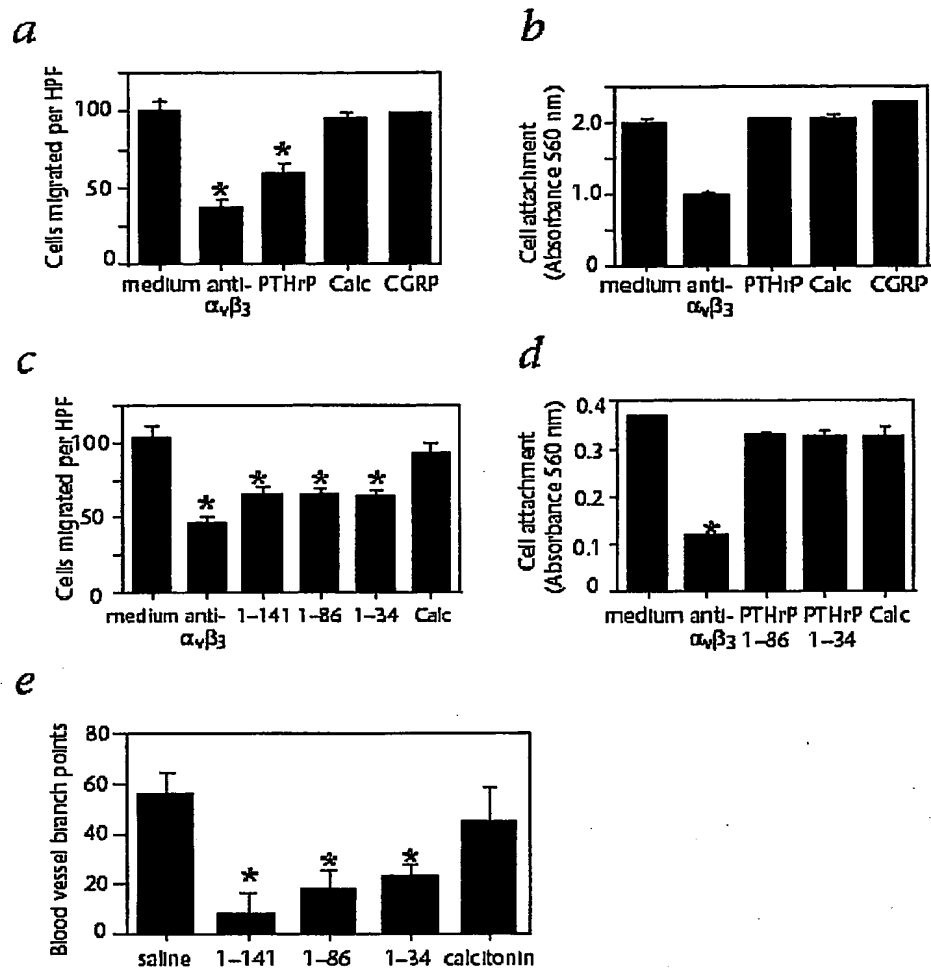 a
Cells migrated per HPF
100
50
0
* *
medium anti-αvβ3 PTHrP Calc CGRP
b
Cell attachment
(Absorbance 560 nm)
2.0
1.0
0
medium anti-αvβ3 PTHrP Calc CGRP
c
Cells migrated per HPF
100
50
0
* * * *
medium anti-αvβ3 1–141 1–86 1–34 Calc
d
Cell attachment
(Absorbance 560 nm)
0.4
0.3
0.1
0
*
medium anti-αvβ3 PTHrP 1–86 PTHrP 1–34 Calc
e
Blood vessel branch points
80
60
40
20
0
* * *
saline 1–141 1–86 1–34 calcitonin